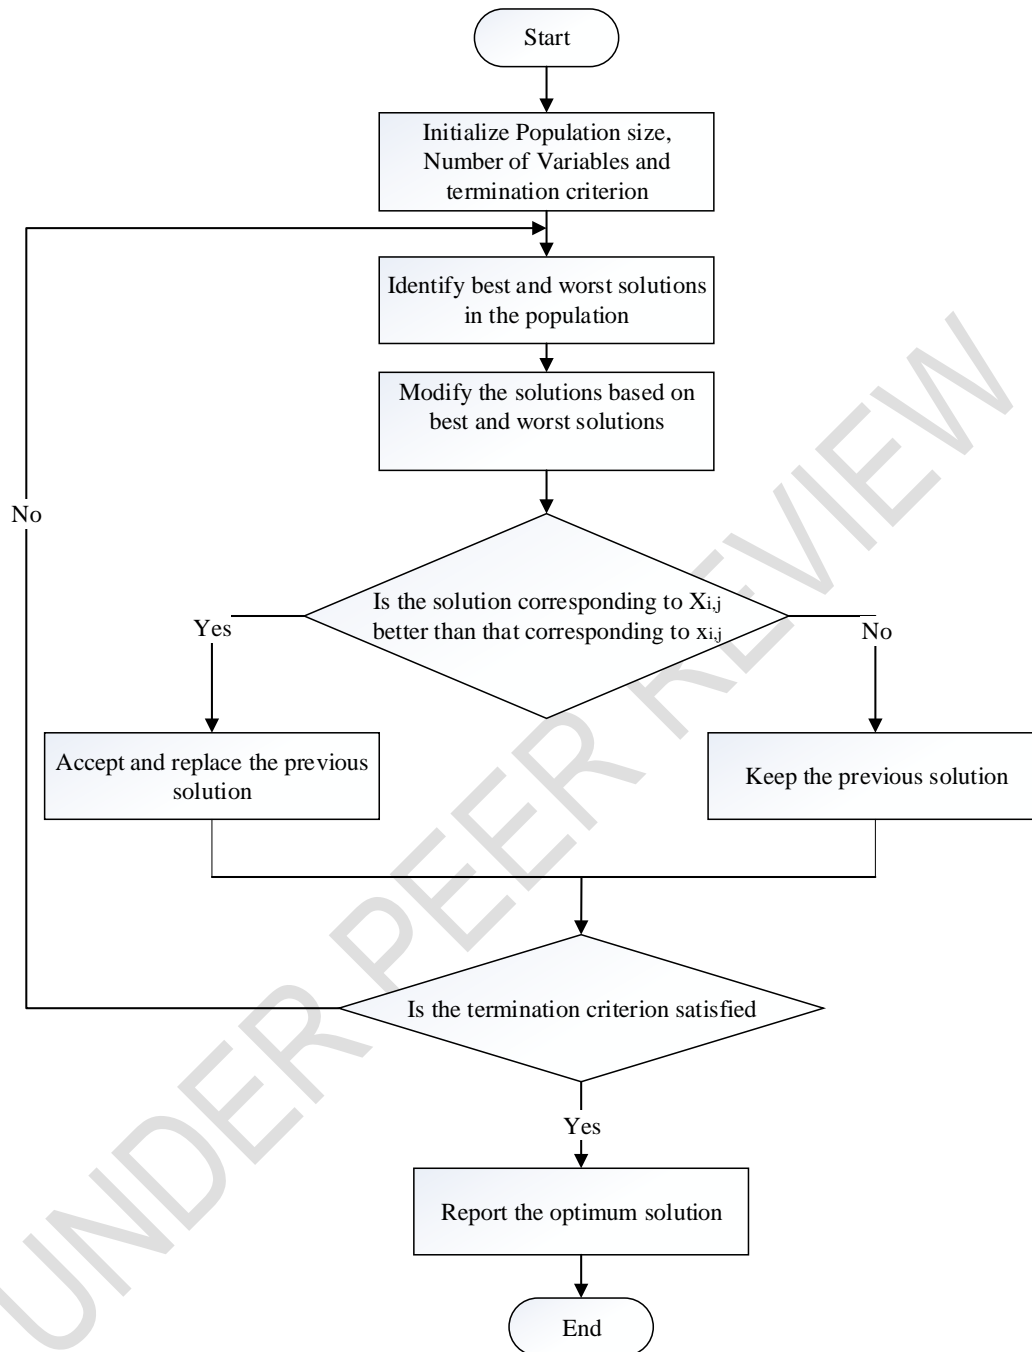 Start
Initialize Population size,
Number of Variables and
termination criterion
Identify best and worst solutions
in the population
Modify the solutions based on
best and worst solutions
No
Is the solution corresponding to Xi,j
better than that corresponding to xi,j
Yes
No
Accept and replace the previous
solution
Keep the previous solution
Is the termination criterion satisfied
Yes
Report the optimum solution
End
UNDER PEER REVIEW